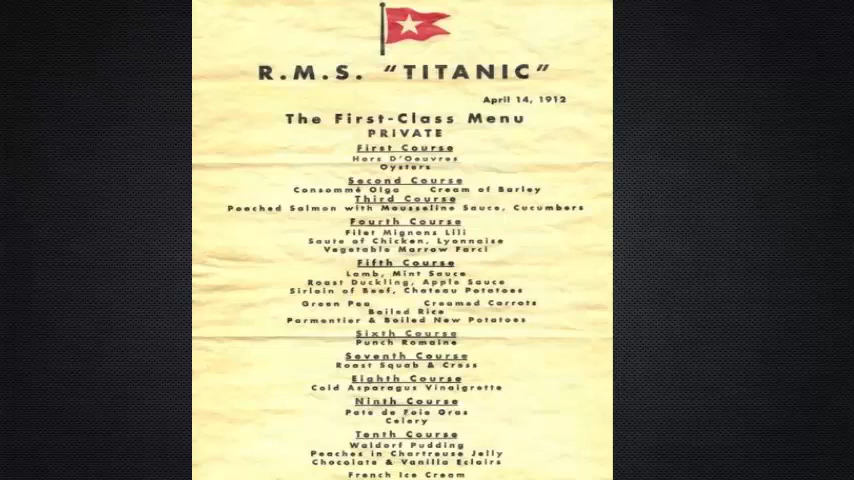 R.M.S. "TITANIC"
April 14, 1912
The First-Class Menu
PRIVATE
First Course
Hors D'Oeuvres
Oysters
Second Course
Consommé Olga Cream of Barley
Third Course
Poached Salmon with Mousseline Sauce, Cucumbers
Fourth Course
Filet Mignons Lili
Saute of Chicken, Lyonnaise
Vegetable Marrow Farci
Fifth Course
Lamb, Mint Sauce
Roast Duckling, Apple Sauce
Sirloin of Beef, Chateau Potatoes
Green Pea Creamed Carrots
Boiled Rice
Parmentier & Boiled New Potatoes
Sixth Course
Punch Romaine
Seventh Course
Roast Squab & Cress
Eighth Course
Cold Asparagus Vinaigrette
Ninth Course
Pate de Foie Gras
Celery
Tenth Course
Waldorf Pudding
Peaches in Chartreuse Jelly
Chocolate & Vanilla Eclairs
French Ice Cream